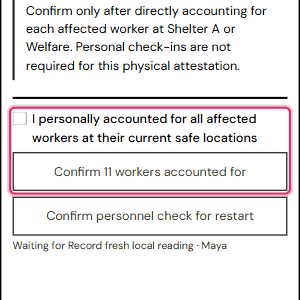 Confirm only after directly accounting for
each affected worker at Shelter A or
Welfare. Personal check-ins are not
required for this physical attestation.
I personally accounted for all affected
workers at their current safe locations
Confirm 11 workers accounted for
Confirm personnel check for restart
Waiting for Record fresh local reading · Maya